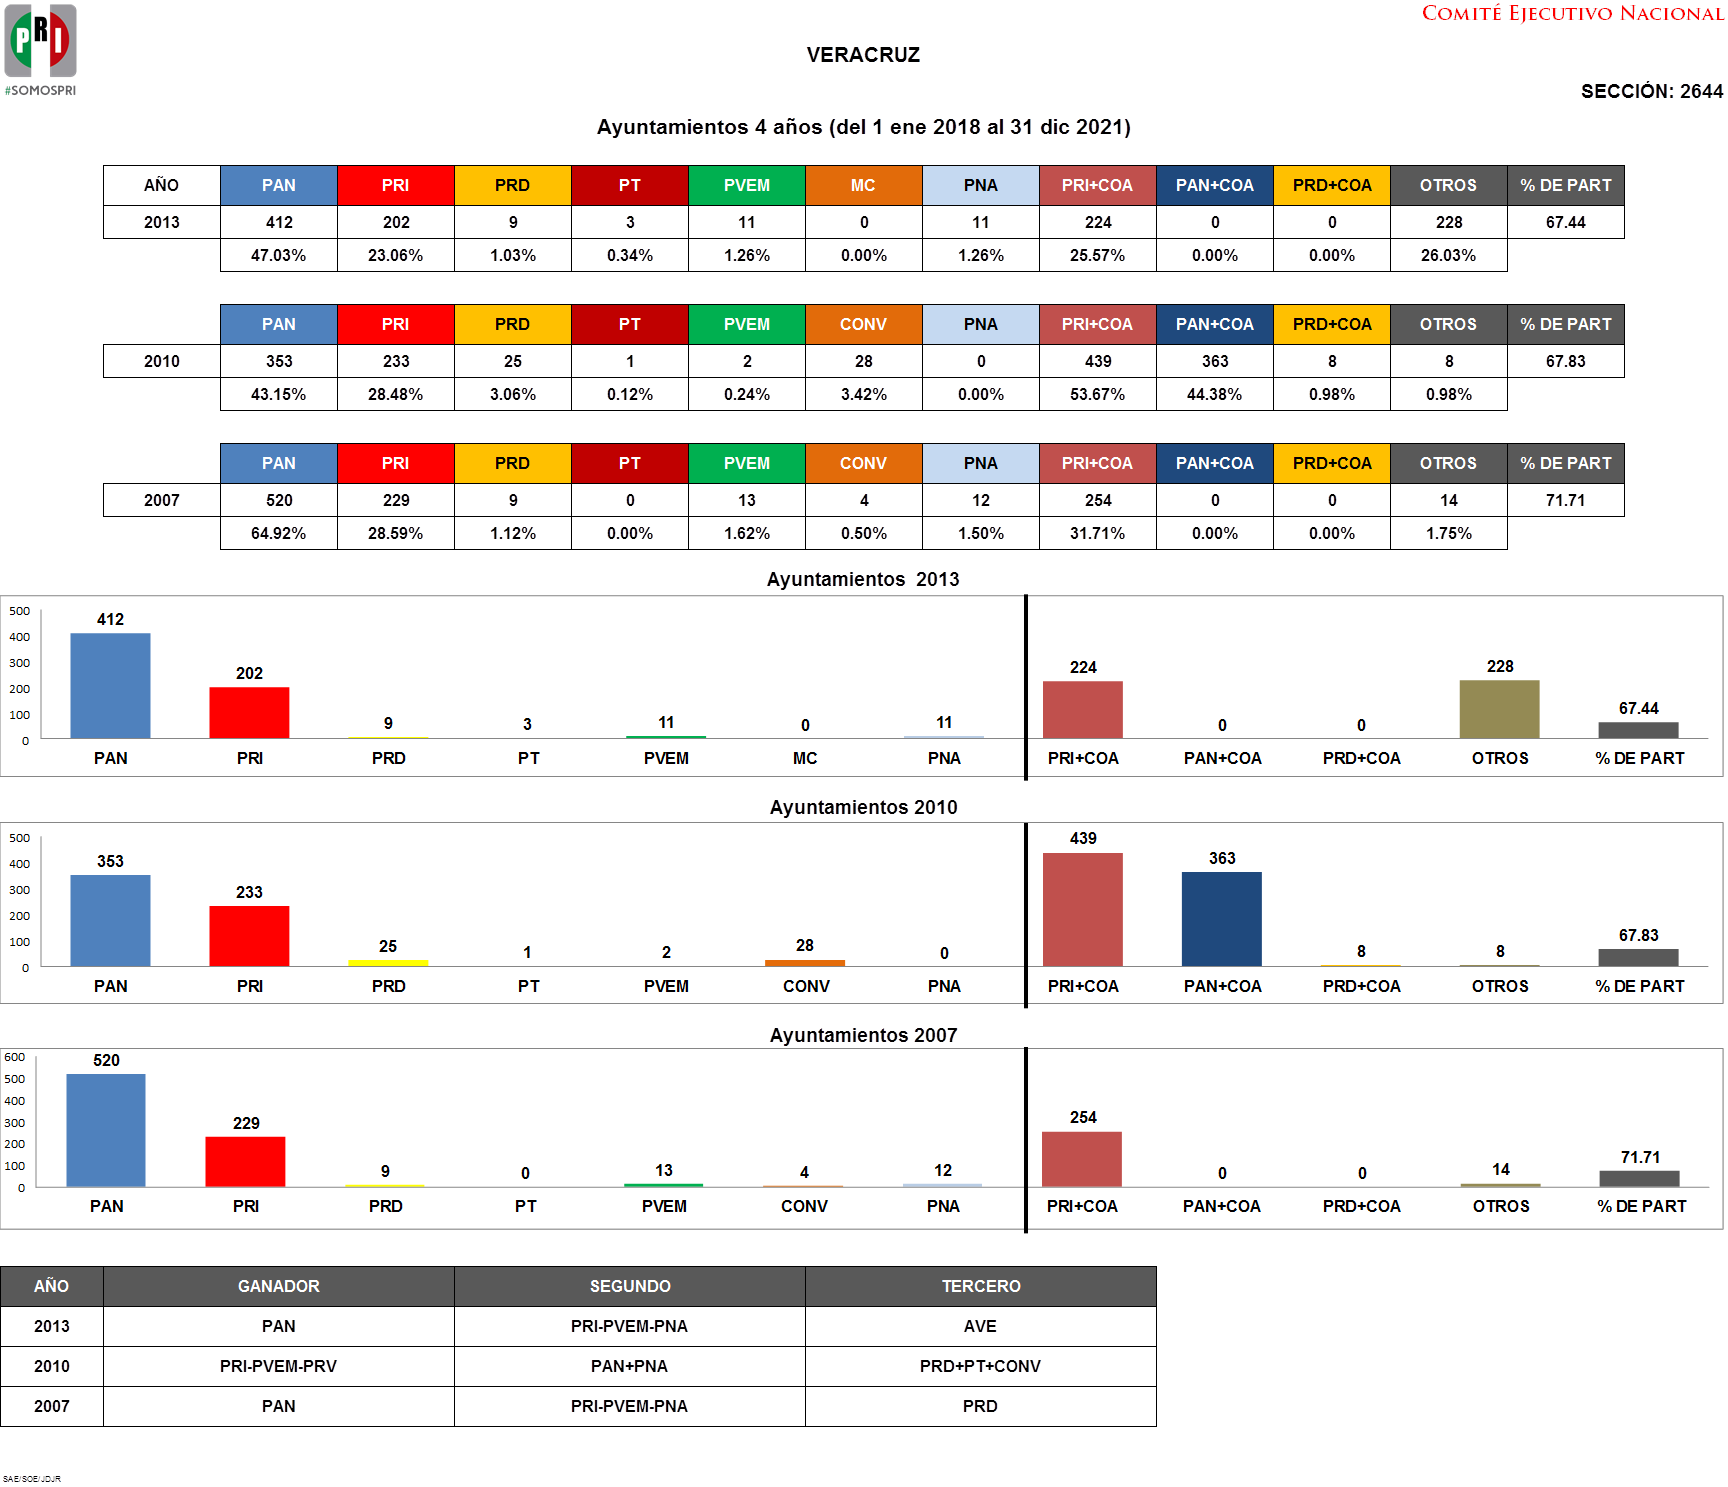 COMITÉ EJECUTIVO NACIONAL
PRI
#SOMOSPRI
VERACRUZ
SECCIÓN: 2644
Ayuntamientos 4 años (del 1 ene 2018 al 31 dic 2021)
AÑO PAN PRI PRD PT PVEM MC PNA PRI+COA PAN+COA PRD+COA OTROS % DE PART
2013 412 202 9 3 11 0 11 224 0 0 228 67.44
47.03% 23.06% 1.03% 0.34% 1.26% 0.00% 1.26% 25.57% 0.00% 0.00% 26.03%
PAN PRI PRD PT PVEM CONV PNA PRI+COA PAN+COA PRD+COA OTROS % DE PART
2010 353 233 25 1 2 28 0 439 363 8 8 67.83
43.15% 28.48% 3.06% 0.12% 0.24% 3.42% 0.00% 53.67% 44.38% 0.98% 0.98%
PAN PRI PRD PT PVEM CONV PNA PRI+COA PAN+COA PRD+COA OTROS % DE PART
2007 520 229 9 0 13 4 12 254 0 0 14 71.71
64.92% 28.59% 1.12% 0.00% 1.62% 0.50% 1.50% 31.71% 0.00% 0.00% 1.75%
Ayuntamientos 2013
500
400
300
200
100
0
412 202 9 3 11 0 11 224 0 0 228 67.44
PAN PRI PRD PT PVEM MC PNA PRI+COA PAN+COA PRD+COA OTROS % DE PART
Ayuntamientos 2010
500
400
300
200
100
0
353 233 25 1 2 28 0 439 363 8 8 67.83
PAN PRI PRD PT PVEM CONV PNA PRI+COA PAN+COA PRD+COA OTROS % DE PART
Ayuntamientos 2007
600
500
400
300
200
100
0
520 229 9 0 13 4 12 254 0 0 14 71.71
PAN PRI PRD PT PVEM CONV PNA PRI+COA PAN+COA PRD+COA OTROS % DE PART
AÑO GANADOR SEGUNDO TERCERO
2013 PAN PRI-PVEM-PNA AVE
2010 PRI-PVEM-PRV PAN+PNA PRD+PT+CONV
2007 PAN PRI-PVEM-PNA PRD
SAE/SOE/JDJR